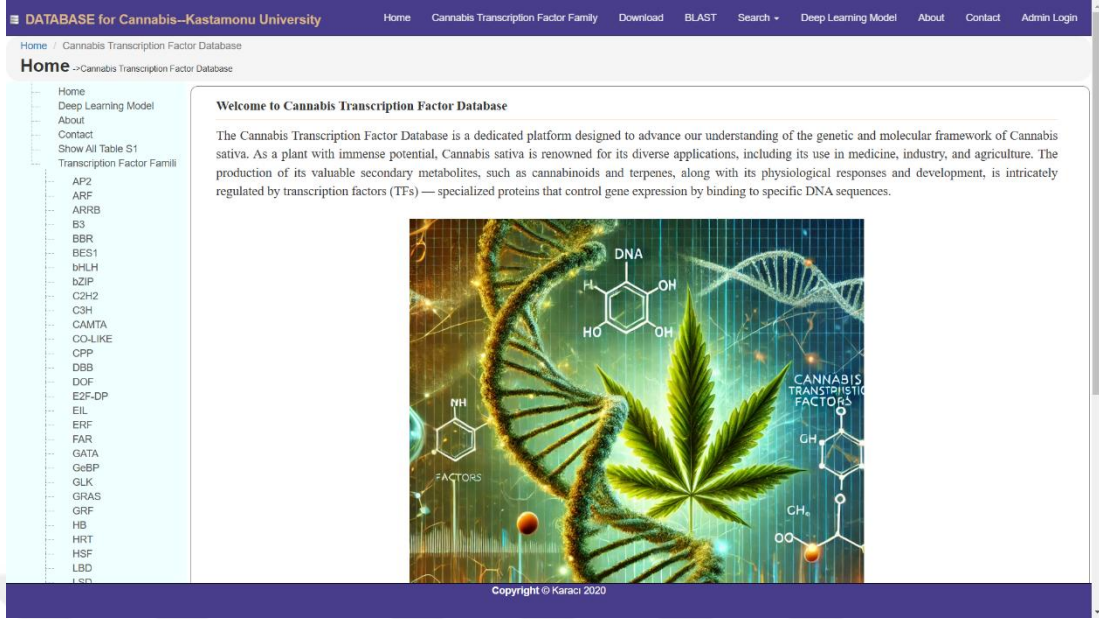 DATABASE for Cannabis--Kastamonu University
Home Cannabis Transcription Factor Family Download BLAST Search Deep Learning Model About Contact Admin Login
Home / Cannabis Transcription Factor Database
Home ->Cannabis Transcription Factor Database
Home
Deep Learning Model
About
Contact
Show All Table S1
Transcription Factor Famili
AP2
ARF
ARRB
B3
BBR
BES1
bHLH
bZIP
C2H2
C3H
CAMTA
CO-LIKE
CPP
DBB
DOF
E2F-DP
EIL
ERF
FAR
GATA
GeBP
GLK
GRAS
GRF
HB
HRT
HSF
LBD
LSD
Welcome to Cannabis Transcription Factor Database
The Cannabis Transcription Factor Database is a dedicated platform designed to advance our understanding of the genetic and molecular framework of Cannabis
sativa. As a plant with immense potential, Cannabis sativa is renowned for its diverse applications, including its use in medicine, industry, and agriculture. The
production of its valuable secondary metabolites, such as cannabinoids and terpenes, along with its physiological responses and development, is intricately
regulated by transcription factors (TFs) — specialized proteins that control gene expression by binding to specific DNA sequences.
DNA
H
OH
HO
OH
CANNABIS
FACTORS
NH
GH
FACTORS
O
O
Copyright © Karacı 2020